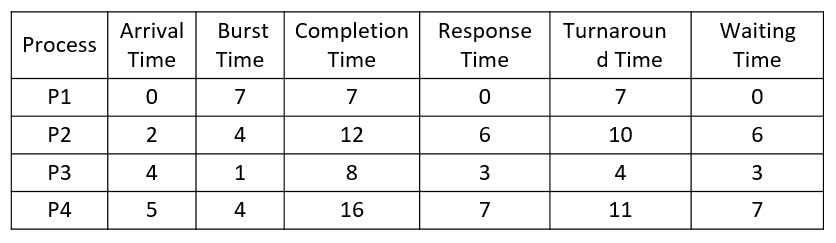 Process Arrival Time Burst Time Completion Time Response Time Turnaroun d Time Waiting Time
P1 0 7 7 0 7 0
P2 2 4 12 6 10 6
P3 4 1 8 3 4 3
P4 5 4 16 7 11 7